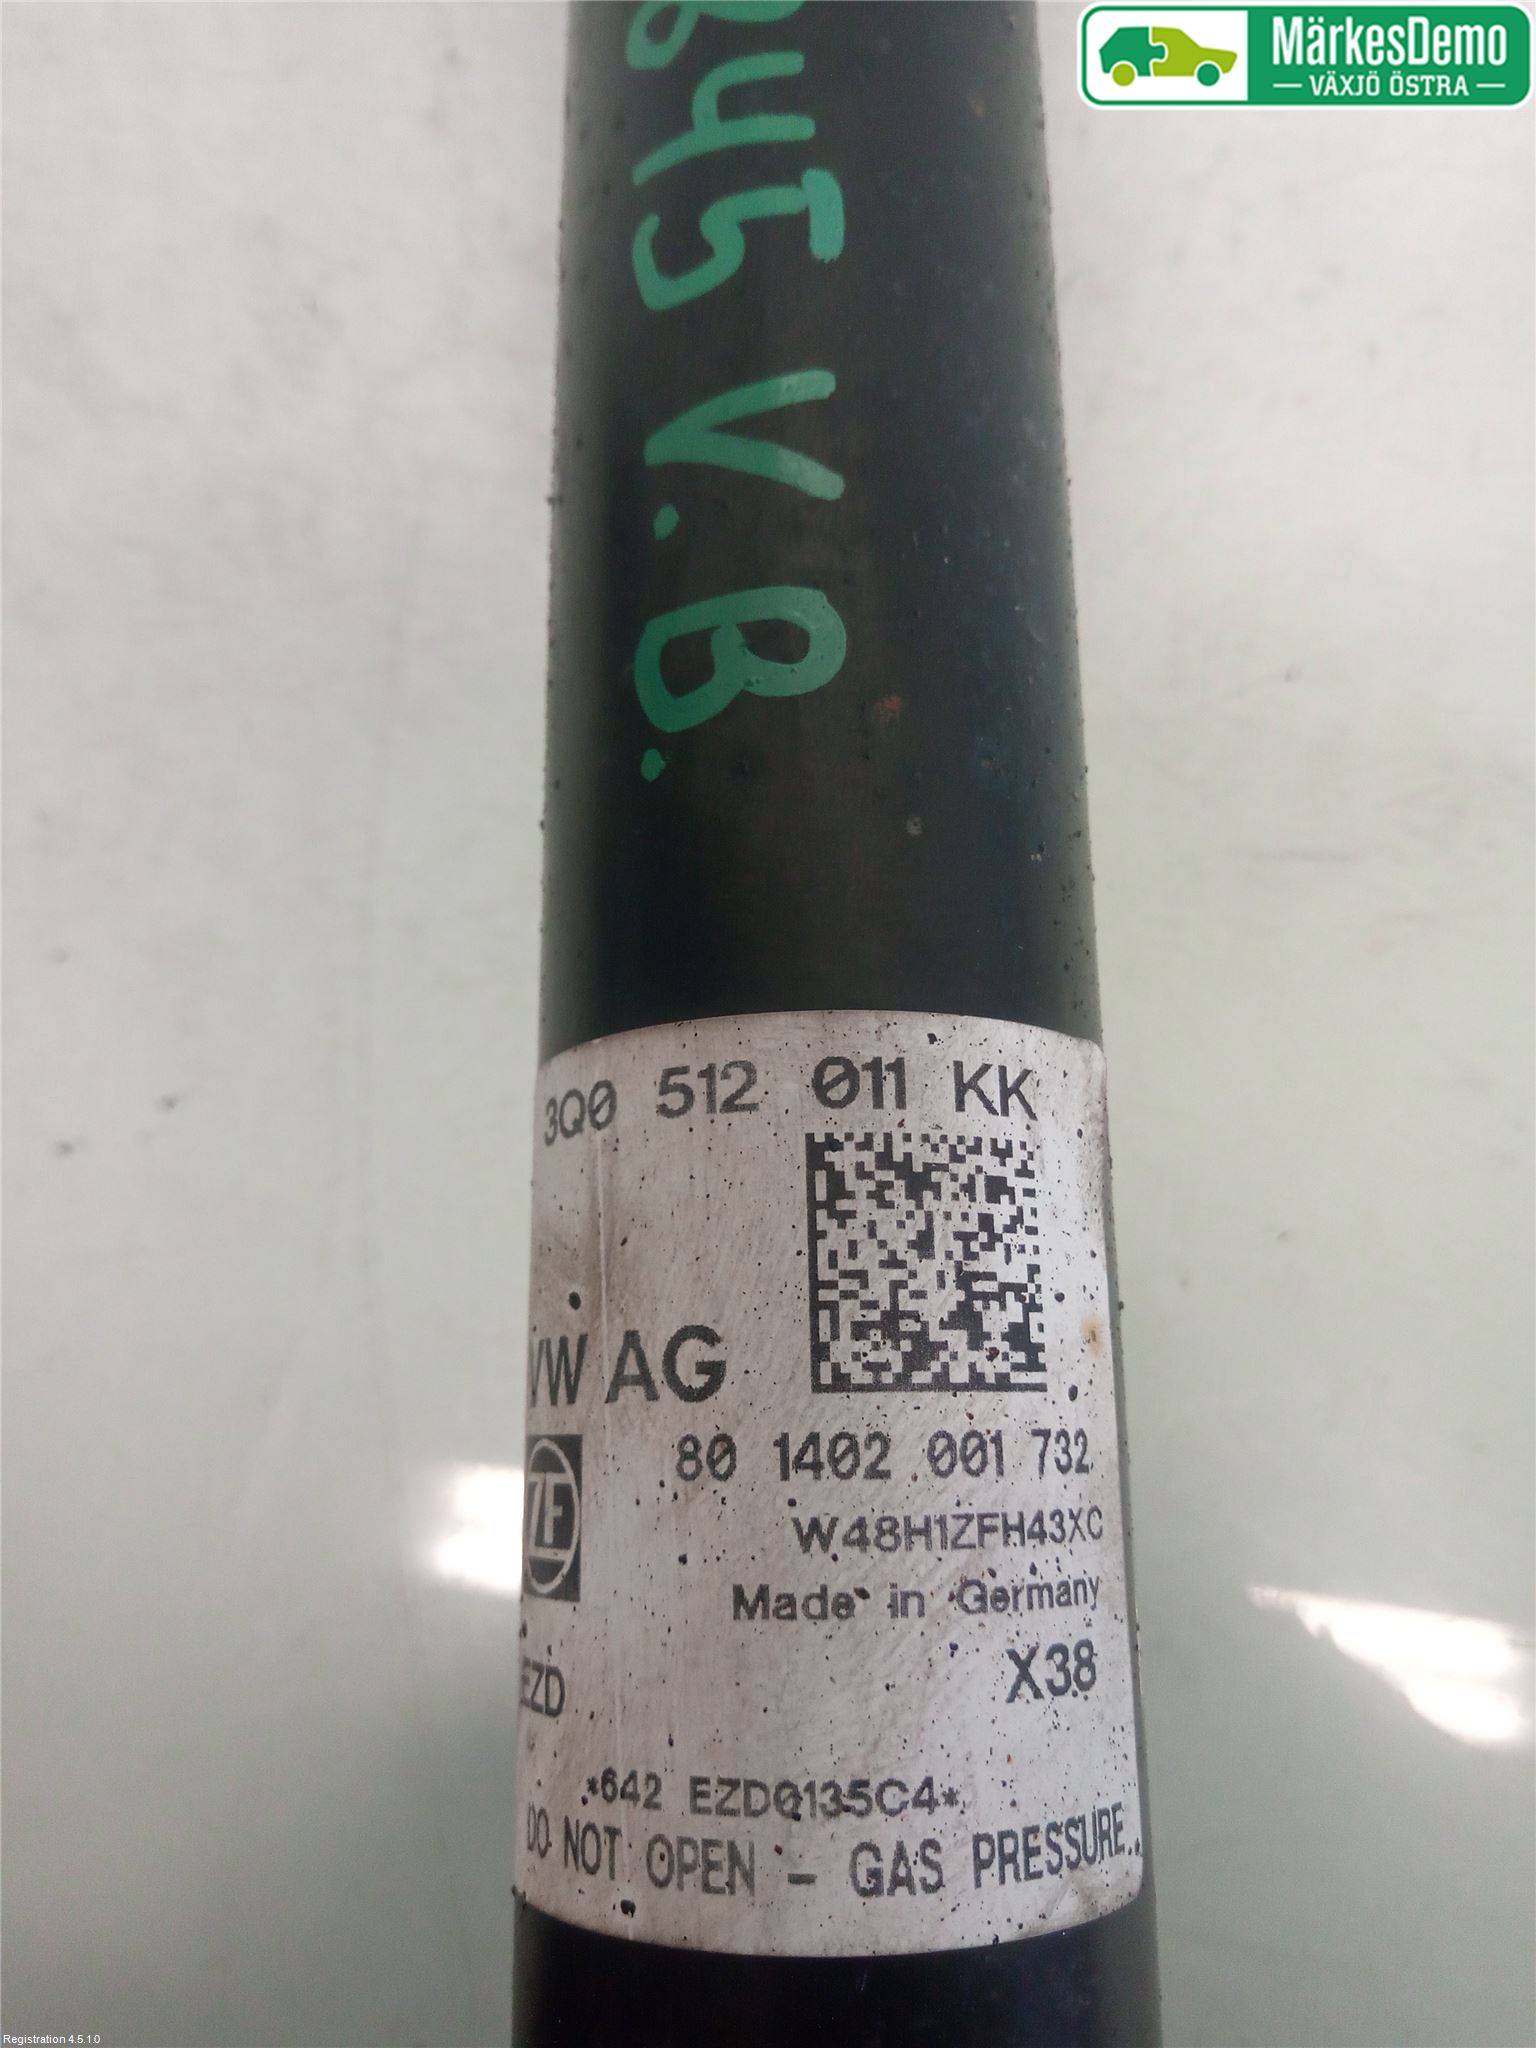 MärkesDemo
VÄXJÖ ÖSTRA
845 V.B.
3Q0 512 011 KK
VW AG
80 1402 001 732
ZF
W48H1ZFH43XC
Made in Germany
EZD
X38
*642 EZD0135C4*
DO NOT OPEN - GAS PRESSURE
Registration 4.5.1.0